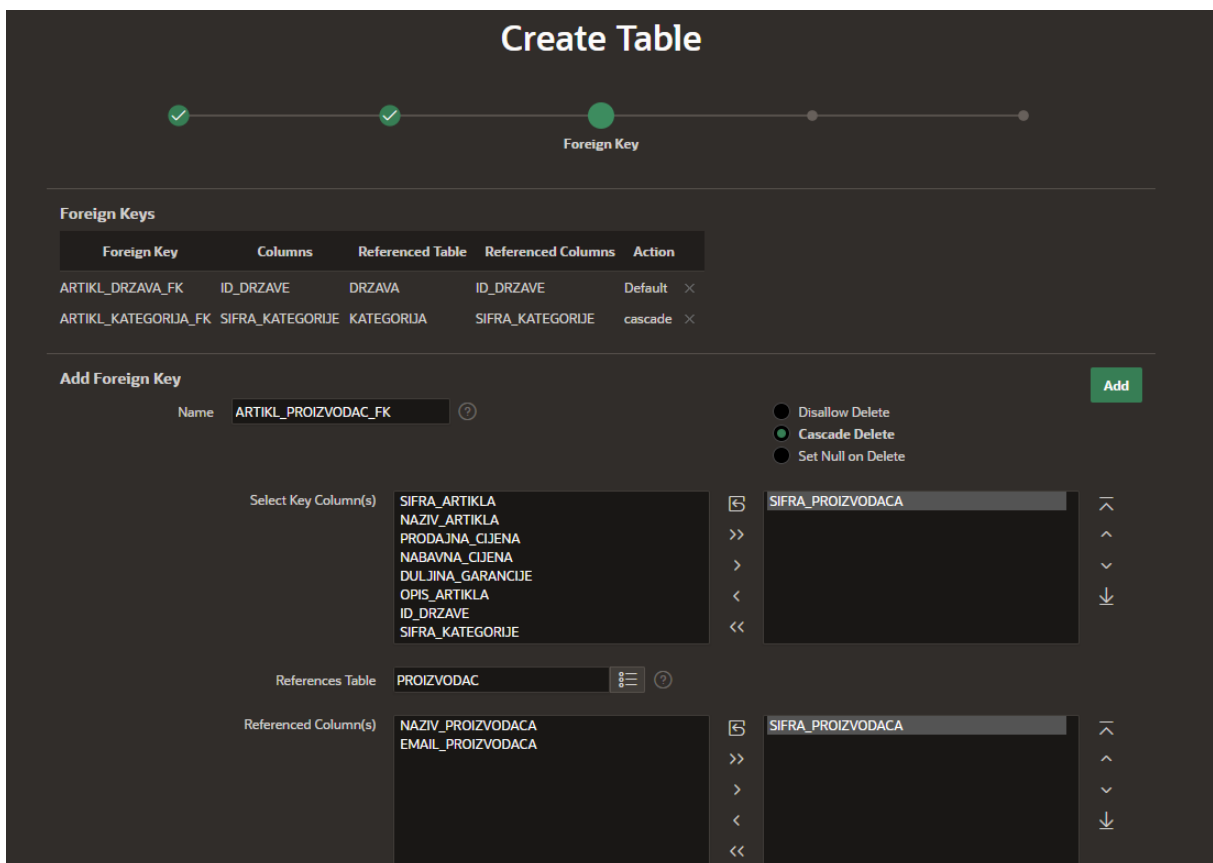 Create Table
Foreign Key
Foreign Keys
Foreign Key Columns Referenced Table Referenced Columns Action
ARTIKL_DRZAVA_FK ID_DRZAVE DRZAVA ID_DRZAVE Default
ARTIKL_KATEGORIJA_FK SIFRA_KATEGORIJE KATEGORIJA SIFRA_KATEGORIJE cascade
Add Foreign Key
Add
Name ARTIKL_PROIZVODAC_FK
Disallow Delete
Cascade Delete
Set Null on Delete
Select Key Column(s)
SIFRA_ARTIKLA
NAZIV_ARTIKLA
PRODAJNA_CIJENA
NABAVNA_CIJENA
DULJINA_GARANCIJE
OPIS_ARTIKLA
ID_DRZAVE
SIFRA_KATEGORIJE
SIFRA_PROIZVODACA
References Table PROIZVODAC
Referenced Column(s)
NAZIV_PROIZVODACA
EMAIL_PROIZVODACA
SIFRA_PROIZVODACA